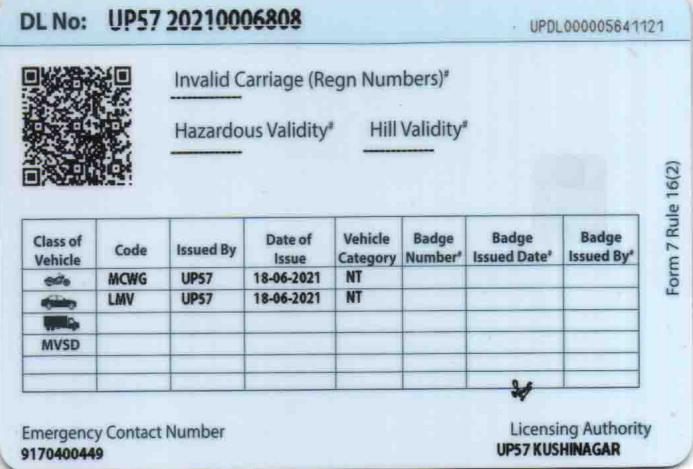 DL No: UP57 20210006808
UPDL000005641121
Invalid Carriage (Regn Numbers)#
Hazardous Validity# Hill Validity#
Form 7 Rule 16(2)
Class of Vehicle Code Issued By Date of Issue Vehicle Category Badge Number# Badge Issued Date# Badge Issued By#
MCWG UP57 18-06-2021 NT
LMV UP57 18-06-2021 NT
MVSD
Emergency Contact Number
9170400449
Licensing Authority
UP57 KUSHINAGAR